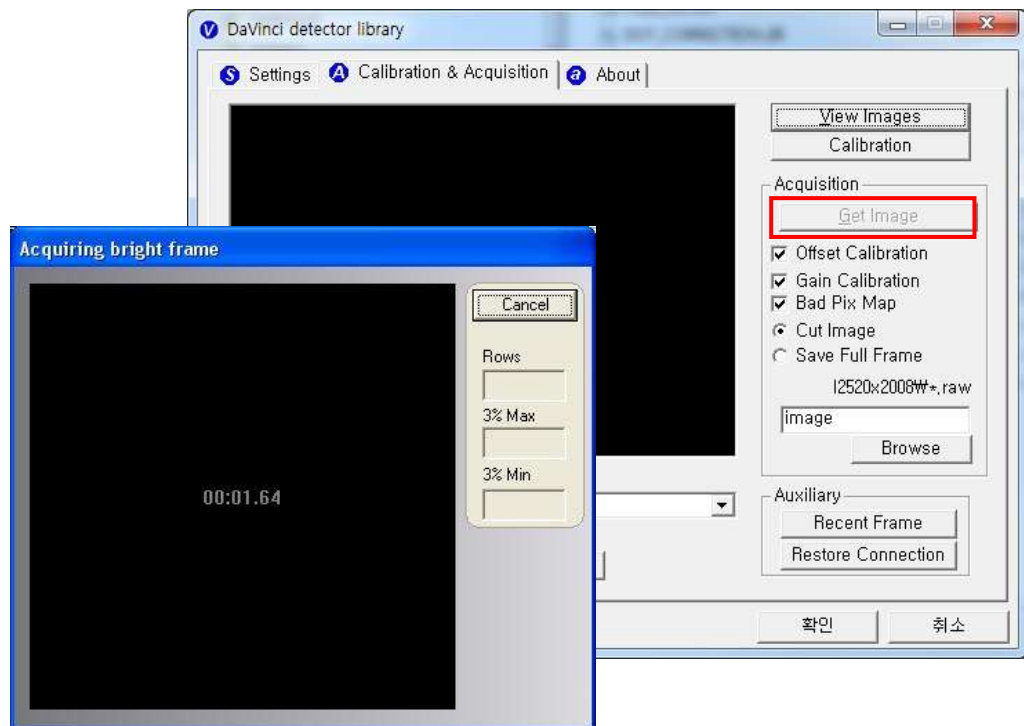 DaVinci detector library
Settings
Calibration & Acquisition
About
View Images
Calibration
Acquisition
Get Image
Offset Calibration
Gain Calibration
Bad Pix Map
Cut Image
Save Full Frame
I2520x2008₩*.raw
image
Browse
Auxiliary
Recent Frame
Restore Connection
확인
취소
Acquiring bright frame
Cancel
Rows
3% Max
3% Min
00:01.64